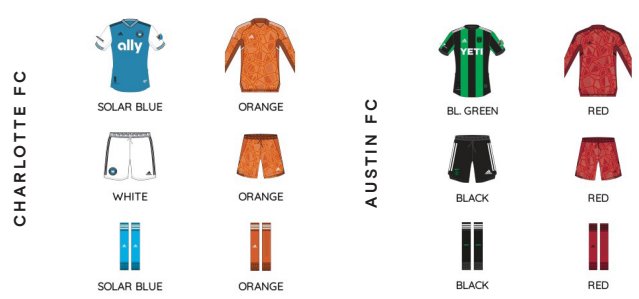 CHARLOTTE FC
ally
SOLAR BLUE
ORANGE
WHITE
ORANGE
SOLAR BLUE
ORANGE
AUSTIN FC
YETI
BL. GREEN
RED
BLACK
RED
BLACK
RED